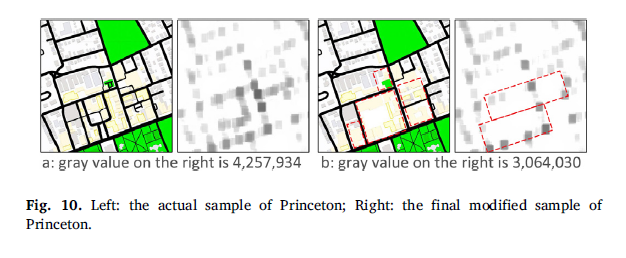 a: gray value on the right is 4,257,934 b: gray value on the right is 3,064,030
Fig. 10. Left: the actual sample of Princeton; Right: the final modified sample of
Princeton.